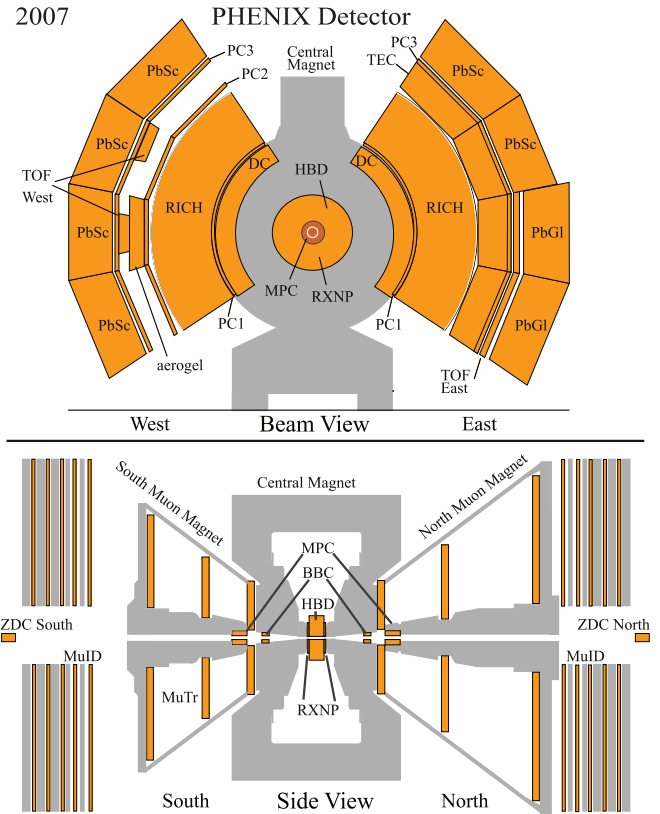 2007
PHENIX Detector
PC3
PC2
Central
Magnet
PC3
TEC
PbSc
PbSc
PbSc
PbSc
TOF
West
DC
HBD
DC
RICH
RICH
PbSc
PbGl
MPC
RXNP
PC1
PC1
PbSc
PbGl
aerogel
TOF
East
West
Beam View
East
South Muon Magnet
Central Magnet
North Muon Magnet
MPC
BBC
HBD
ZDC South
ZDC North
MuID
MuID
MuTr
RXNP
South
Side View
North